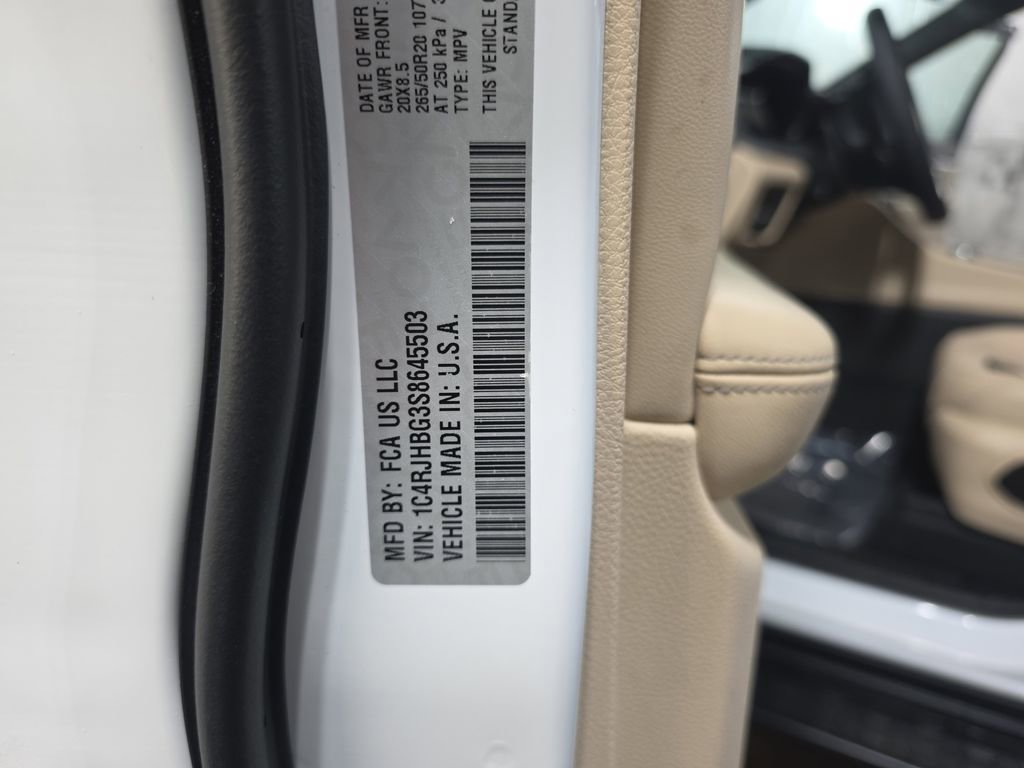 MFD BY: FCA US LLC
VIN: 1C4RJHBG3S8645503
VEHICLE MADE IN: U.S.A.
DATE OF MFR
GAWR FRONT:
20X8.5
265/50R20 107
AT 250 kPa /
TYPE: MPV
THIS VEHICLE
STAND